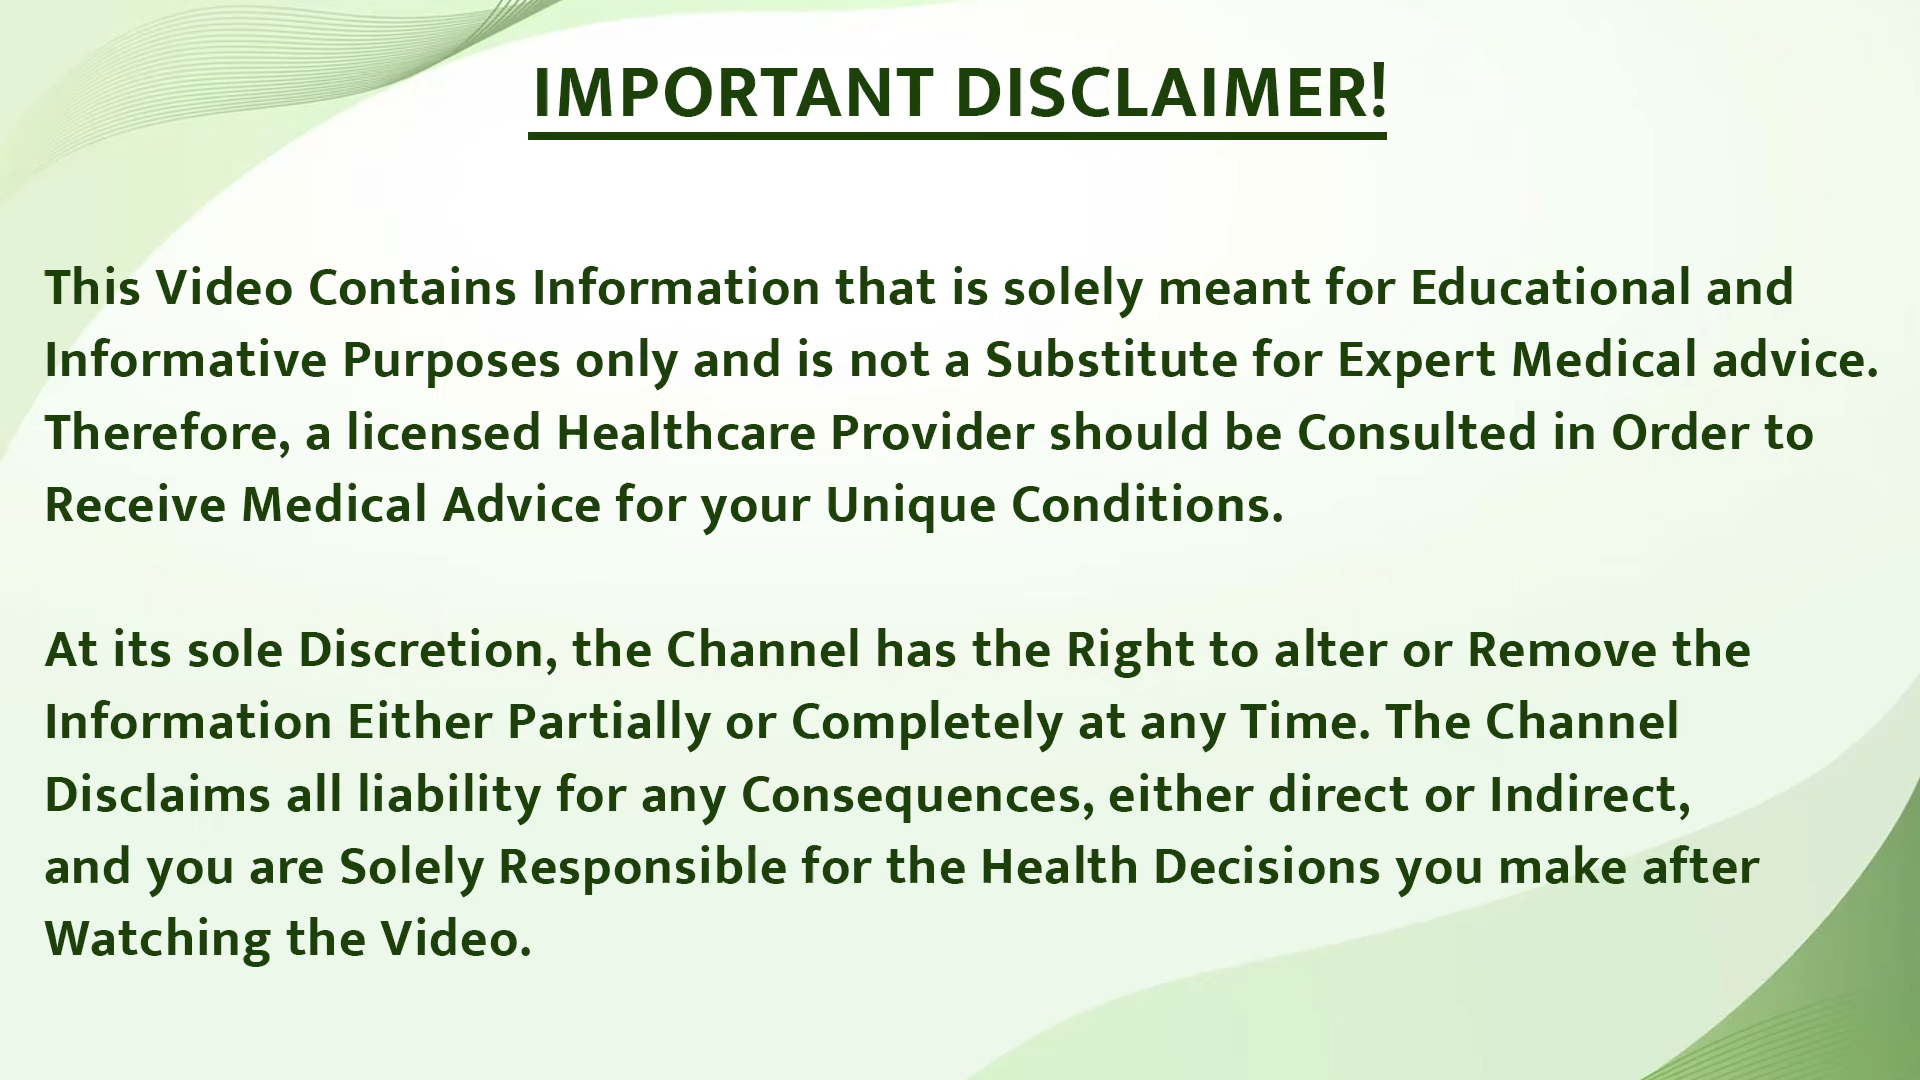 IMPORTANT DISCLAIMER!
This Video Contains Information that is solely meant for Educational and
Informative Purposes only and is not a Substitute for Expert Medical advice.
Therefore, a licensed Healthcare Provider should be Consulted in Order to
Receive Medical Advice for your Unique Conditions.
At its sole Discretion, the Channel has the Right to alter or Remove the
Information Either Partially or Completely at any Time. The Channel
Disclaims all liability for any Consequences, either direct or Indirect,
and you are Solely Responsible for the Health Decisions you make after
Watching the Video.